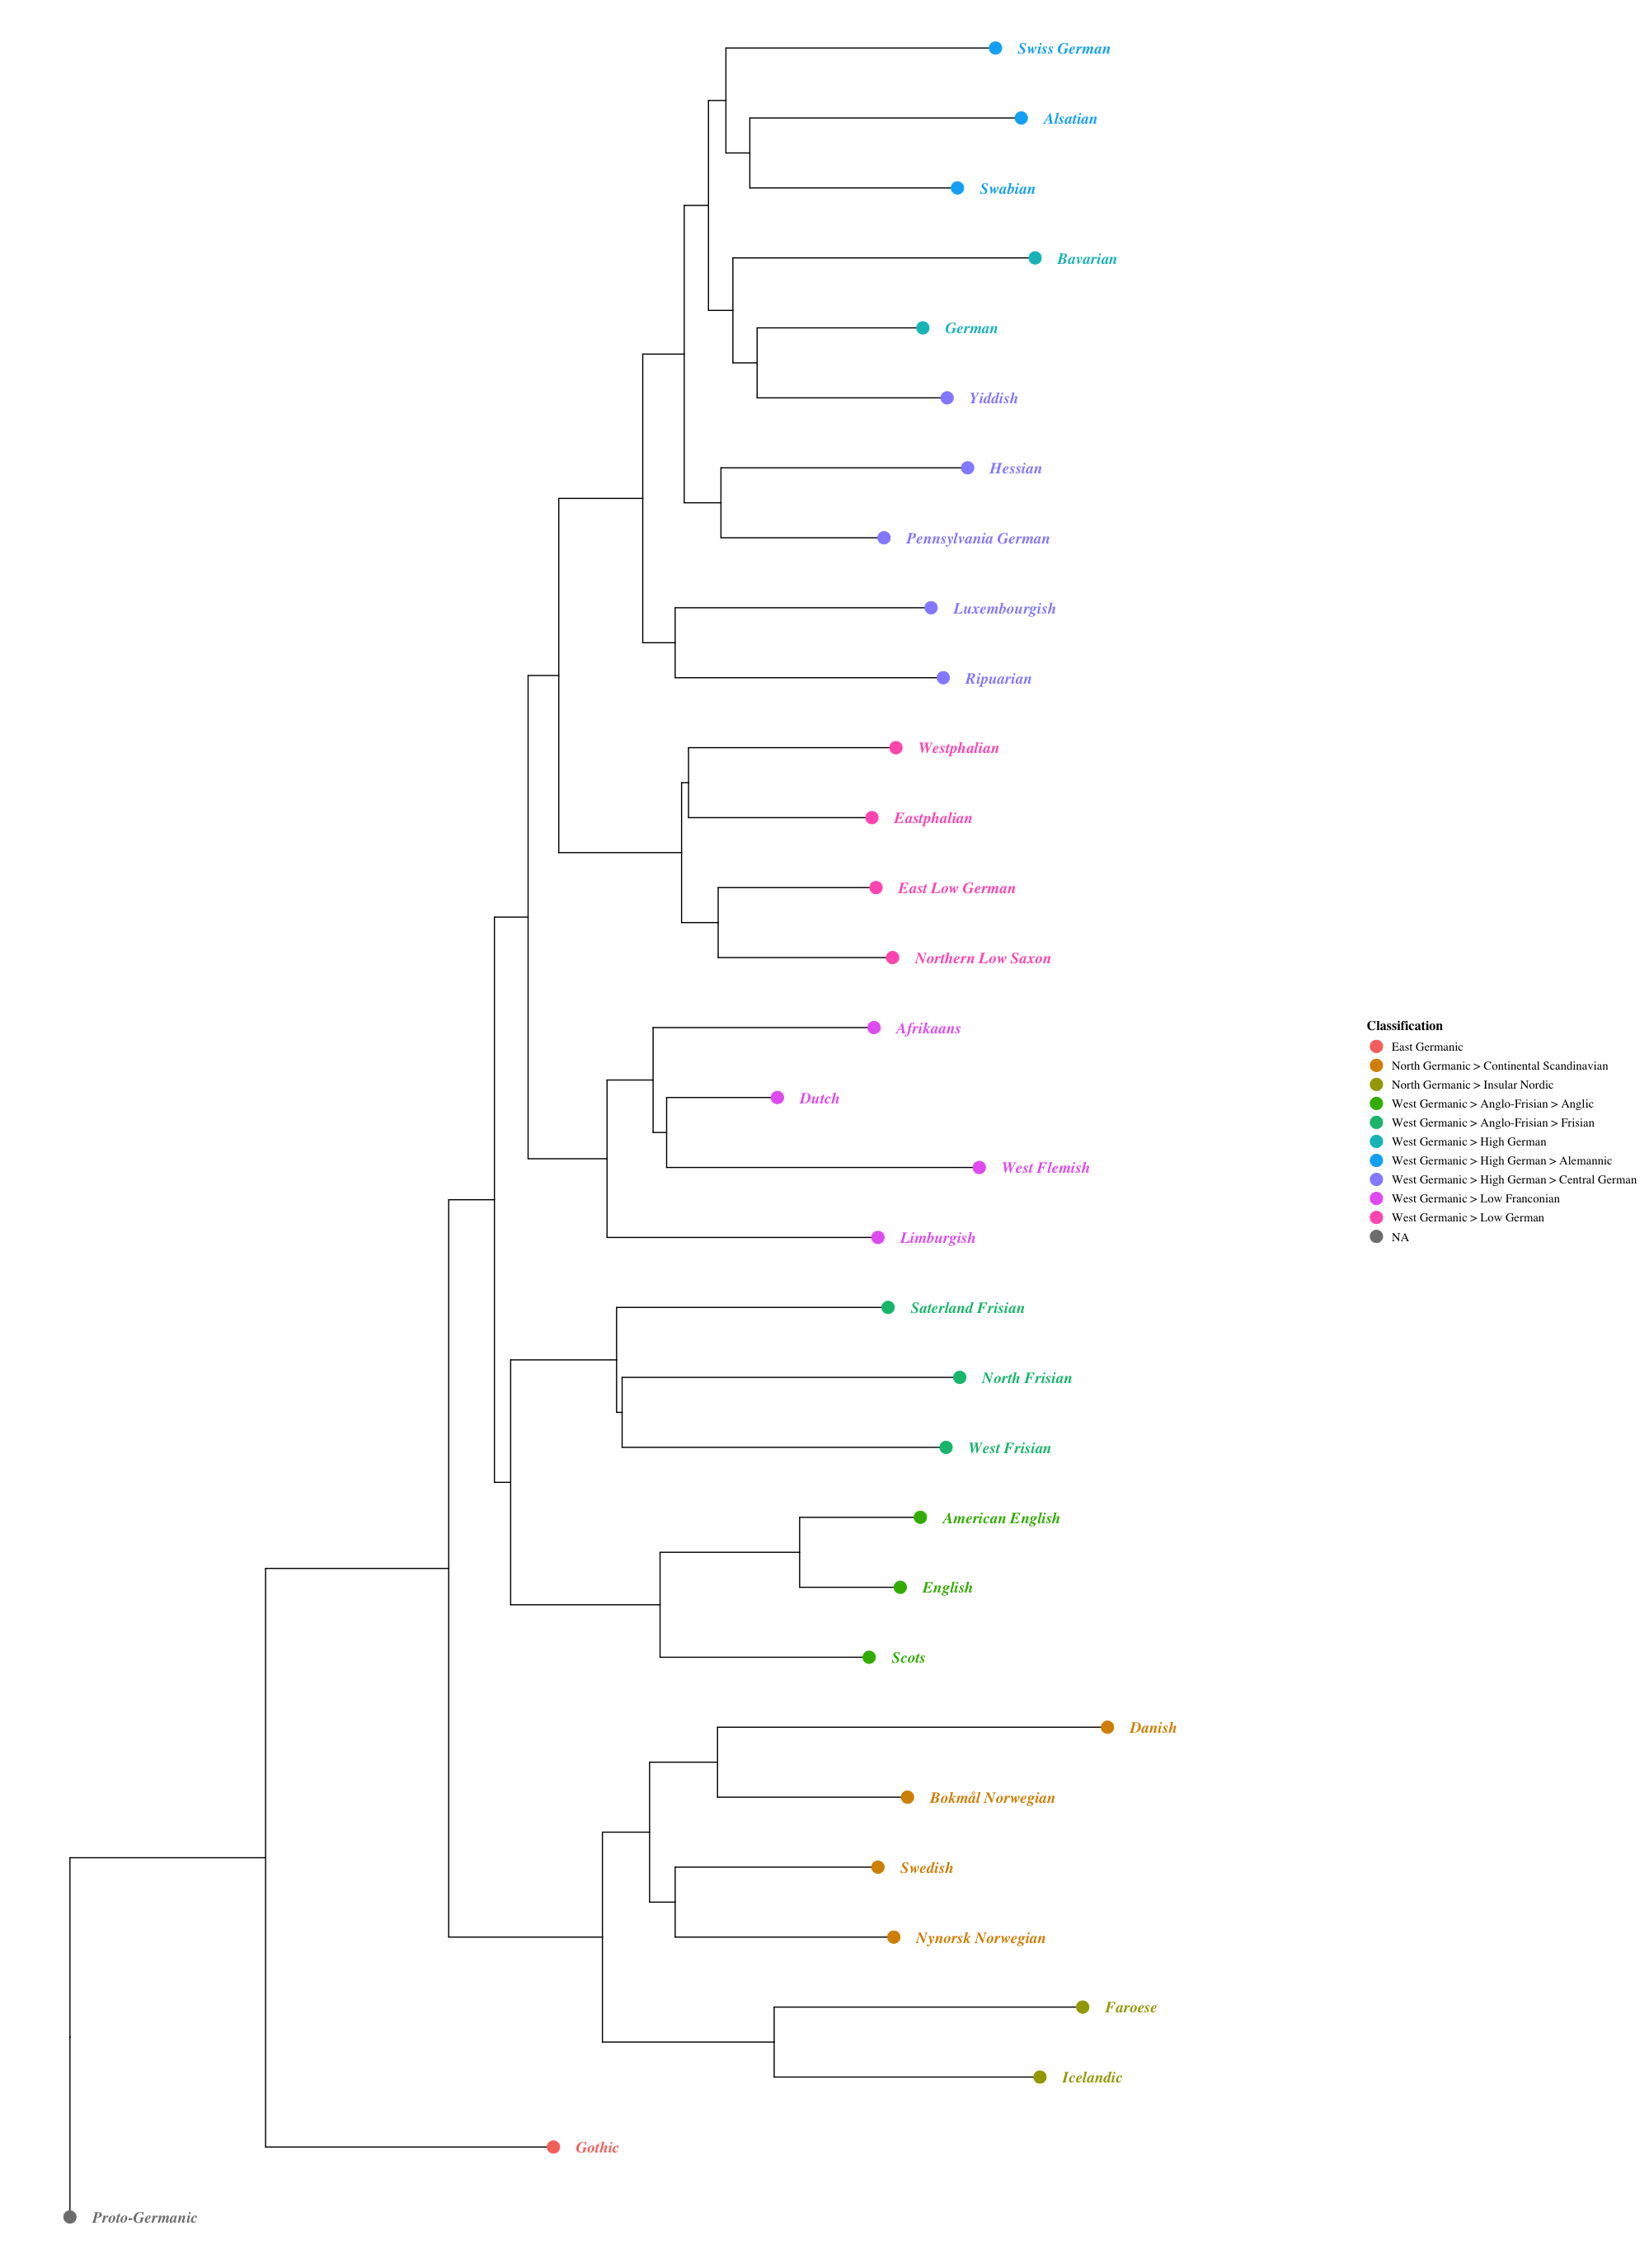 Swiss German
Alsatian
Swabian
Bavarian
German
Yiddish
Hessian
Pennsylvania German
Luxembourgish
Ripuarian
Westphalian
Eastphalian
East Low German
Northern Low Saxon
Afrikaans
Dutch
West Flemish
Limburgish
Saterland Frisian
North Frisian
West Frisian
American English
English
Scots
Danish
Bokmål Norwegian
Swedish
Nynorsk Norwegian
Faroese
Icelandic
Gothic
Proto-Germanic
Classification
East Germanic
North Germanic > Continental Scandinavian
North Germanic > Insular Nordic
West Germanic > Anglo-Frisian > Anglic
West Germanic > Anglo-Frisian > Frisian
West Germanic > High German
West Germanic > High German > Alemannic
West Germanic > High German > Central German
West Germanic > Low Franconian
West Germanic > Low German
NA